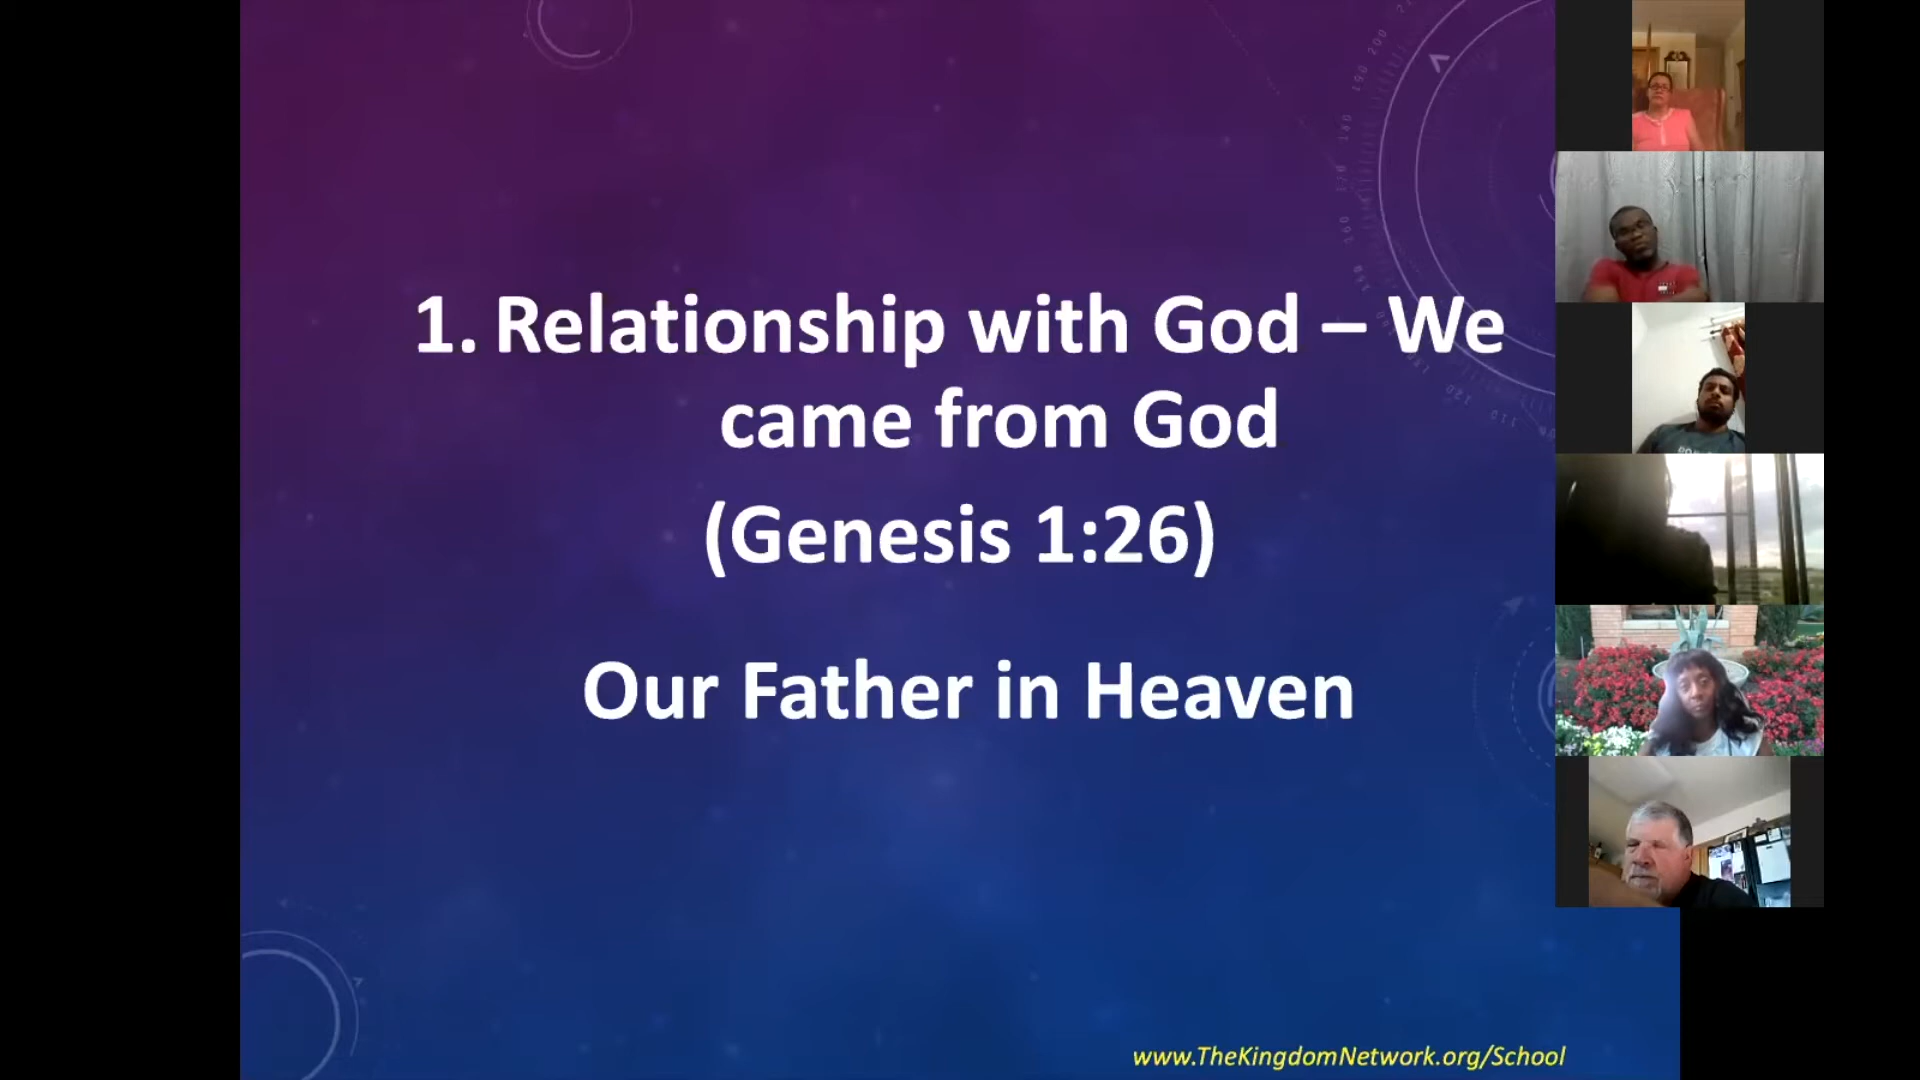 1. Relationship with God – We
came from God
(Genesis 1:26)
Our Father in Heaven
www.TheKingdomNetwork.org/School